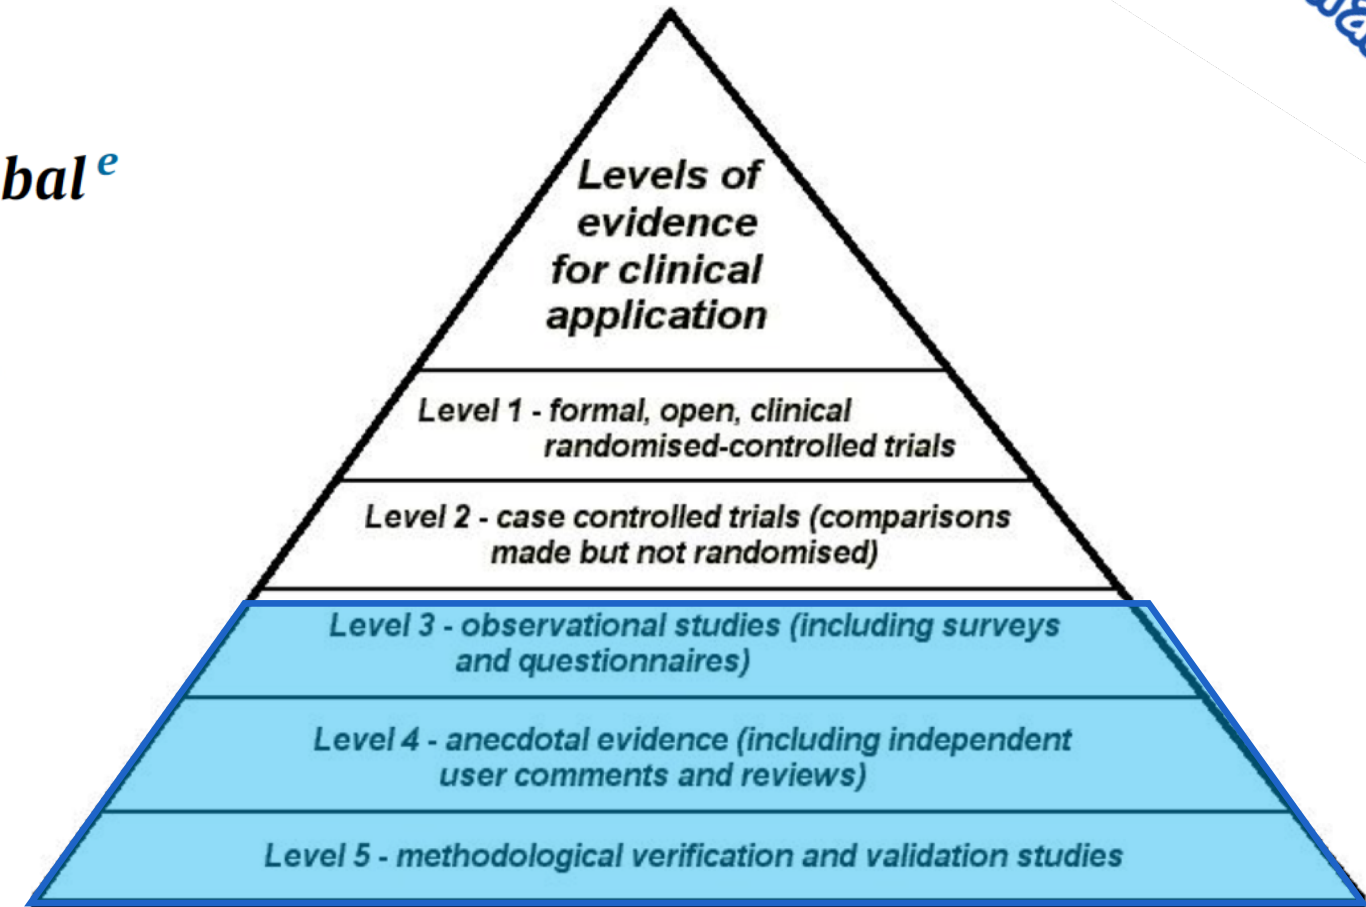 bal e
Levels of
evidence
for clinical
application
Level 1 - formal, open, clinical
randomised-controlled trials
Level 2 - case controlled trials (comparisons
made but not randomised)
Level 3 - observational studies (including surveys
and questionnaires)
Level 4 - anecdotal evidence (including independent
user comments and reviews)
Level 5 - methodological verification and validation studies